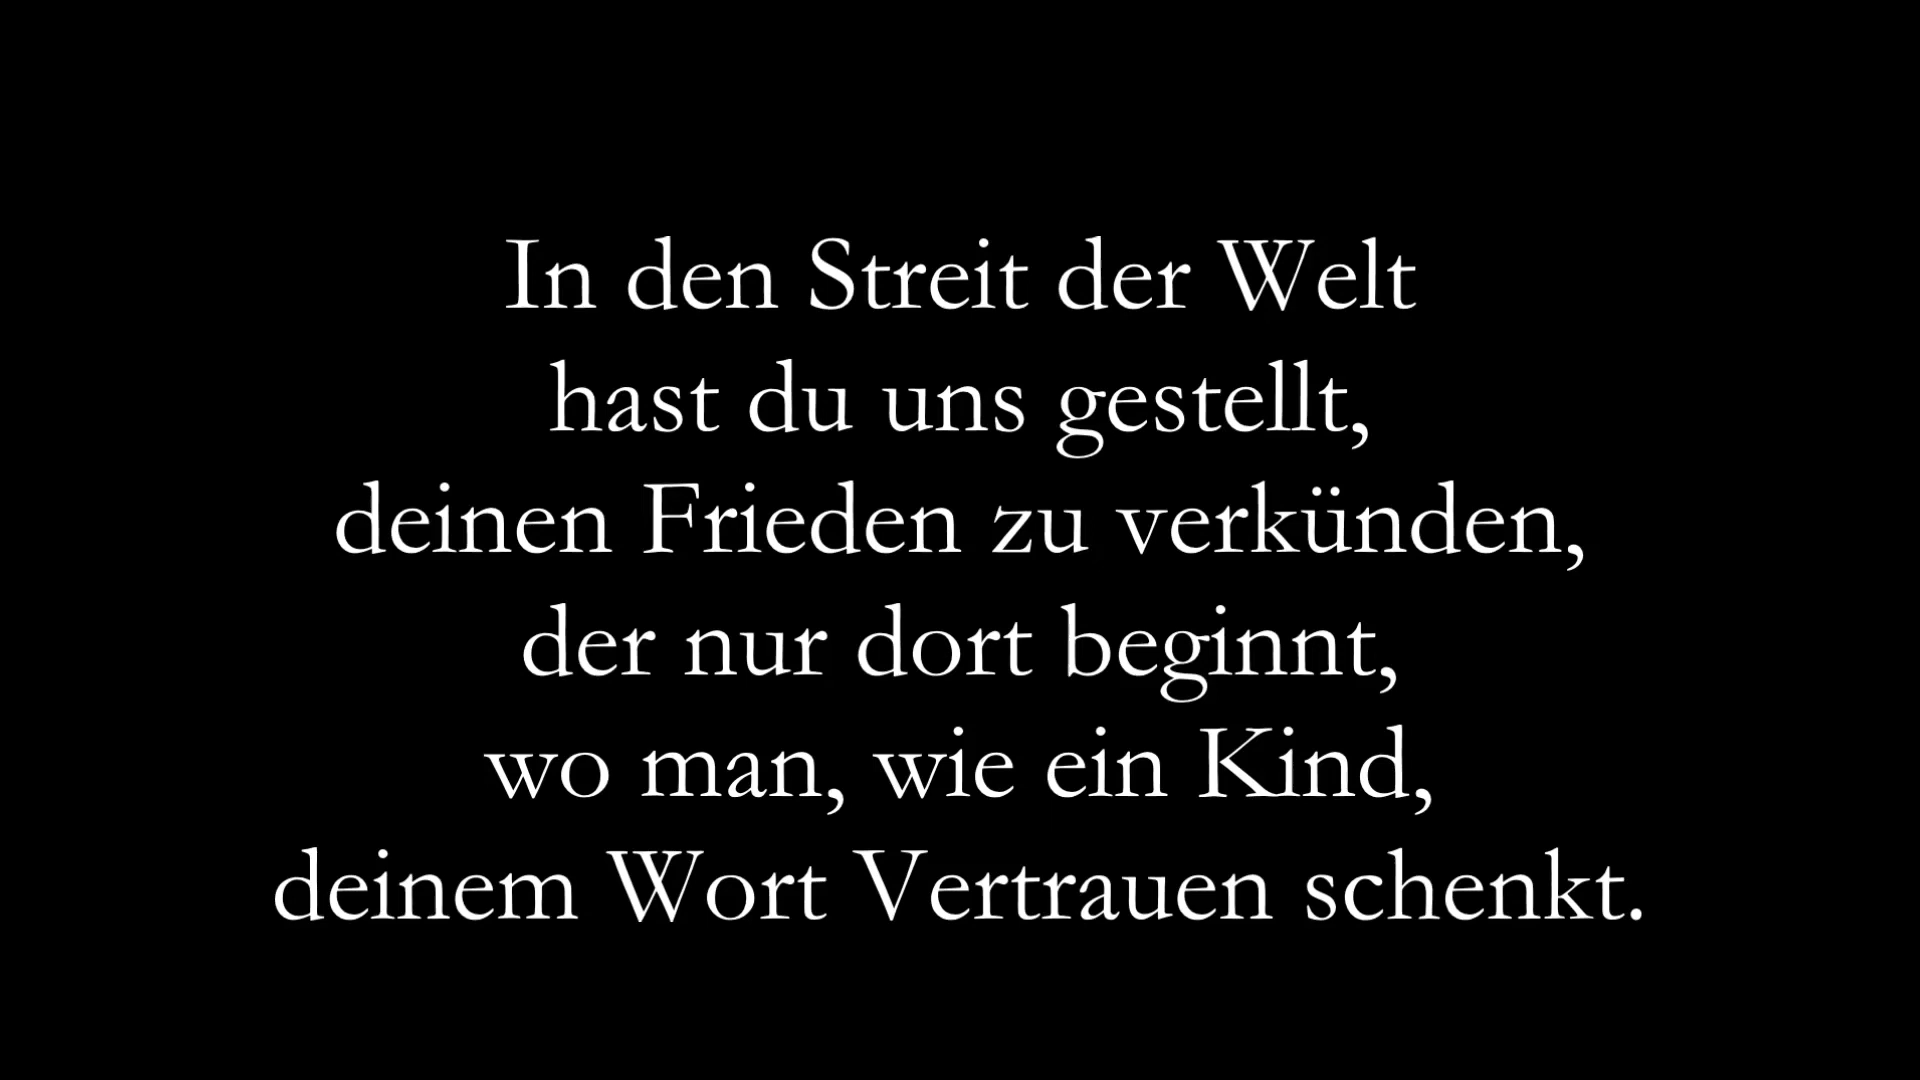 In den Streit der Welt
hast du uns gestellt,
deinen Frieden zu verkünden,
der nur dort beginnt,
wo man, wie ein Kind,
deinem Wort Vertrauen schenkt.